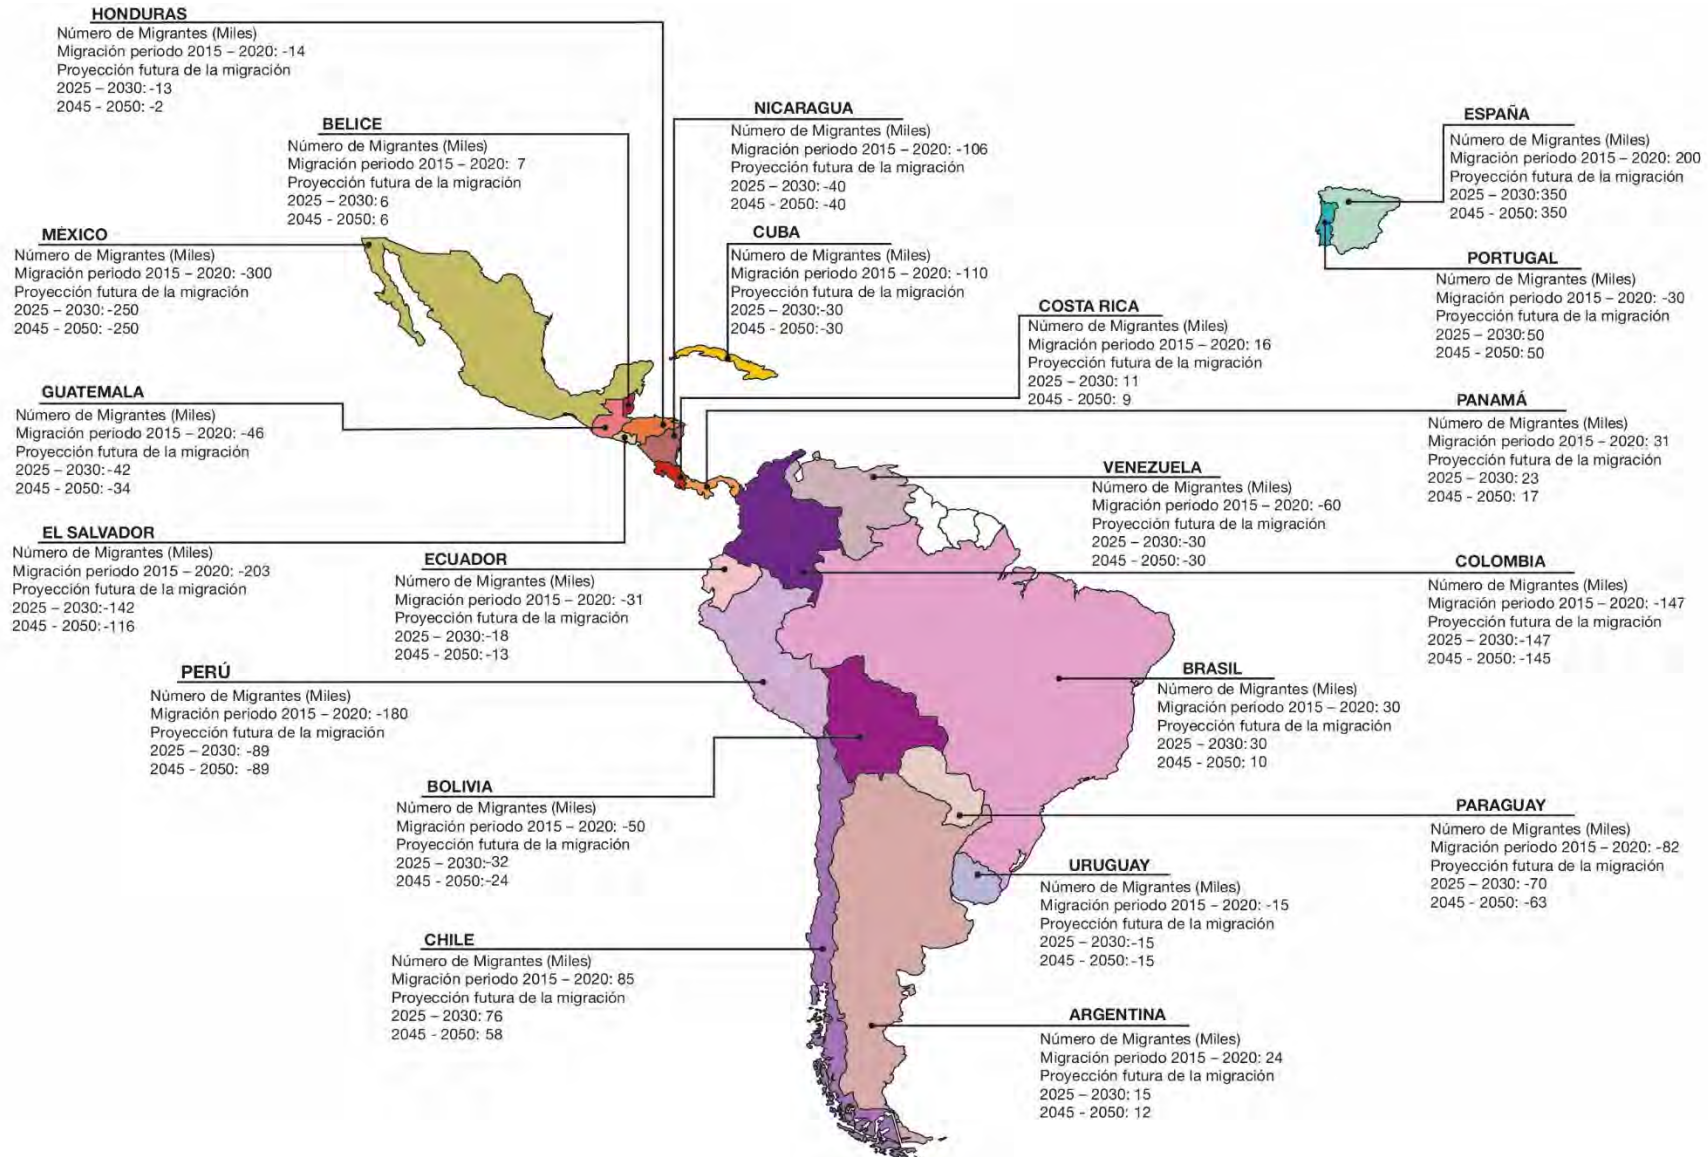 HONDURAS
Número de Migrantes (Miles)
Migración periodo 2015 – 2020: -14
Proyección futura de la migración
2025 – 2030: -13
2045 - 2050: -2
BELICE
Número de Migrantes (Miles)
Migración periodo 2015 – 2020: 7
Proyección futura de la migración
2025 – 2030: 6
2045 - 2050: 6
NICARAGUA
Número de Migrantes (Miles)
Migración periodo 2015 – 2020: -106
Proyección futura de la migración
2025 – 2030: -40
2045 - 2050: -40
ESPAÑA
Número de Migrantes (Miles)
Migración periodo 2015 – 2020: 200
Proyección futura de la migración
2025 – 2030:350
2045 - 2050: 350
MÉXICO
Número de Migrantes (Miles)
Migración periodo 2015 – 2020: -300
Proyección futura de la migración
2025 – 2030: -250
2045 - 2050: -250
CUBA
Número de Migrantes (Miles)
Migración periodo 2015 – 2020: -110
Proyección futura de la migración
2025 – 2030:-30
2045 - 2050:-30
PORTUGAL
Número de Migrantes (Miles)
Migración periodo 2015 – 2020: -30
Proyección futura de la migración
2025 – 2030:50
2045 - 2050: 50
COSTA RICA
Número de Migrantes (Miles)
Migración periodo 2015 – 2020: 16
Proyección futura de la migración
2025 – 2030: 11
2045 - 2050: 9
GUATEMALA
Número de Migrantes (Miles)
Migración periodo 2015 – 2020: -46
Proyección futura de la migración
2025 – 2030: -42
2045 - 2050: -34
PANAMÁ
Número de Migrantes (Miles)
Migración periodo 2015 – 2020: 31
Proyección futura de la migración
2025 – 2030: 23
2045 - 2050: 17
VENEZUELA
Número de Migrantes (Miles)
Migración periodo 2015 – 2020: -60
Proyección futura de la migración
2025 – 2030:-30
2045 - 2050: -30
EL SALVADOR
Número de Migrantes (Miles)
Migración periodo 2015 – 2020: -203
Proyección futura de la migración
2025 – 2030:-142
2045 - 2050:-116
ECUADOR
Número de Migrantes (Miles)
Migración periodo 2015 – 2020: -31
Proyección futura de la migración
2025 – 2030:-18
2045 - 2050:-13
COLOMBIA
Número de Migrantes (Miles)
Migración periodo 2015 – 2020: -147
Proyección futura de la migración
2025 – 2030:-147
2045 - 2050: -145
PERÚ
Número de Migrantes (Miles)
Migración periodo 2015 – 2020: -180
Proyección futura de la migración
2025 – 2030: -89
2045 - 2050: -89
BRASIL
Número de Migrantes (Miles)
Migración periodo 2015 – 2020: 30
Proyección futura de la migración
2025 – 2030: 30
2045 - 2050: 10
BOLIVIA
Número de Migrantes (Miles)
Migración periodo 2015 – 2020: -50
Proyección futura de la migración
2025 – 2030:-32
2045 - 2050:-24
PARAGUAY
Número de Migrantes (Miles)
Migración periodo 2015 – 2020: -82
Proyección futura de la migración
2025 – 2030: -70
2045 - 2050: -63
URUGUAY
Número de Migrantes (Miles)
Migración periodo 2015 – 2020: -15
Proyección futura de la migración
2025 – 2030:-15
2045 - 2050:-15
CHILE
Número de Migrantes (Miles)
Migración periodo 2015 – 2020: 85
Proyección futura de la migración
2025 – 2030: 76
2045 - 2050: 58
ARGENTINA
Número de Migrantes (Miles)
Migración periodo 2015 – 2020: 24
Proyección futura de la migración
2025 – 2030: 15
2045 - 2050: 12